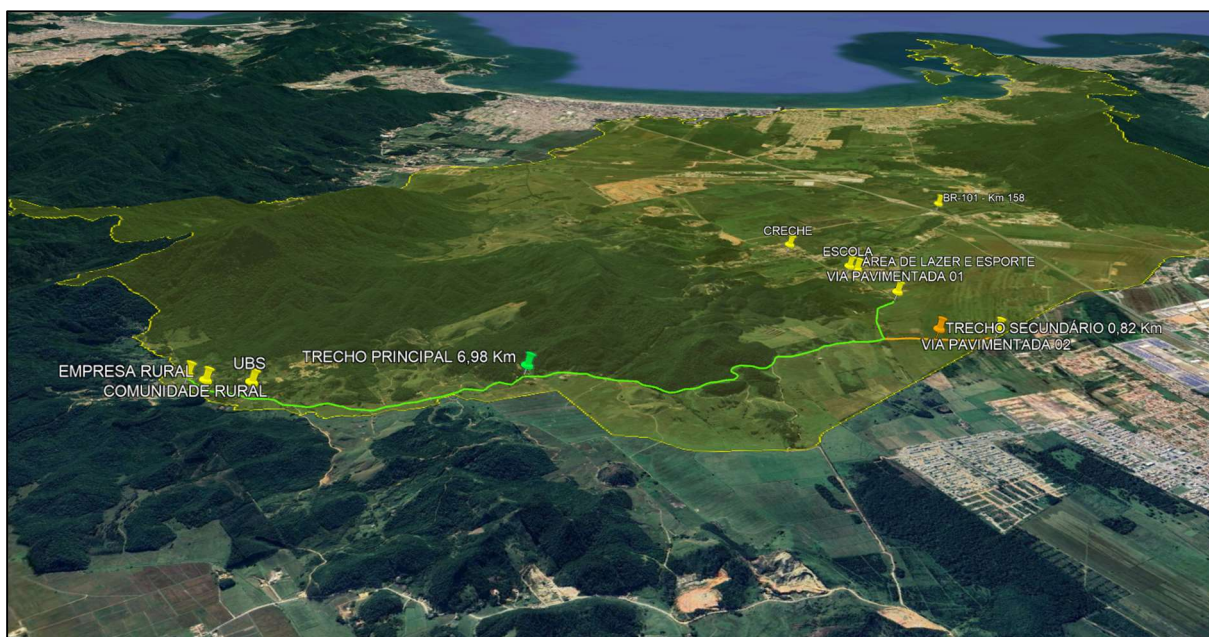 BR-101 - Km 158
CRECHE
ESCOLA
ÁREA DE LAZER E ESPORTE
VIA PAVIMENTADA 01
TRECHO SECUNDÁRIO 0,82 Km
VIA PAVIMENTADA 02
TRECHO PRINCIPAL 6,98 Km
UBS
EMPRESA RURAL
COMUNIDADE RURAL